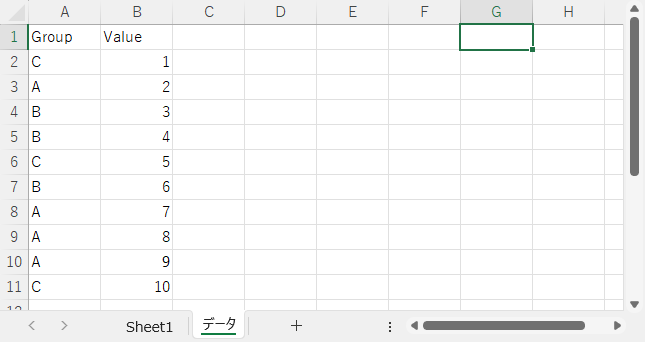 A B C D E F G H
1 Group Value
2 C 1
3 A 2
4 B 3
5 B 4
6 C 5
7 B 6
8 A 7
9 A 8
10 A 9
11 C 10
Sheet1 データ +